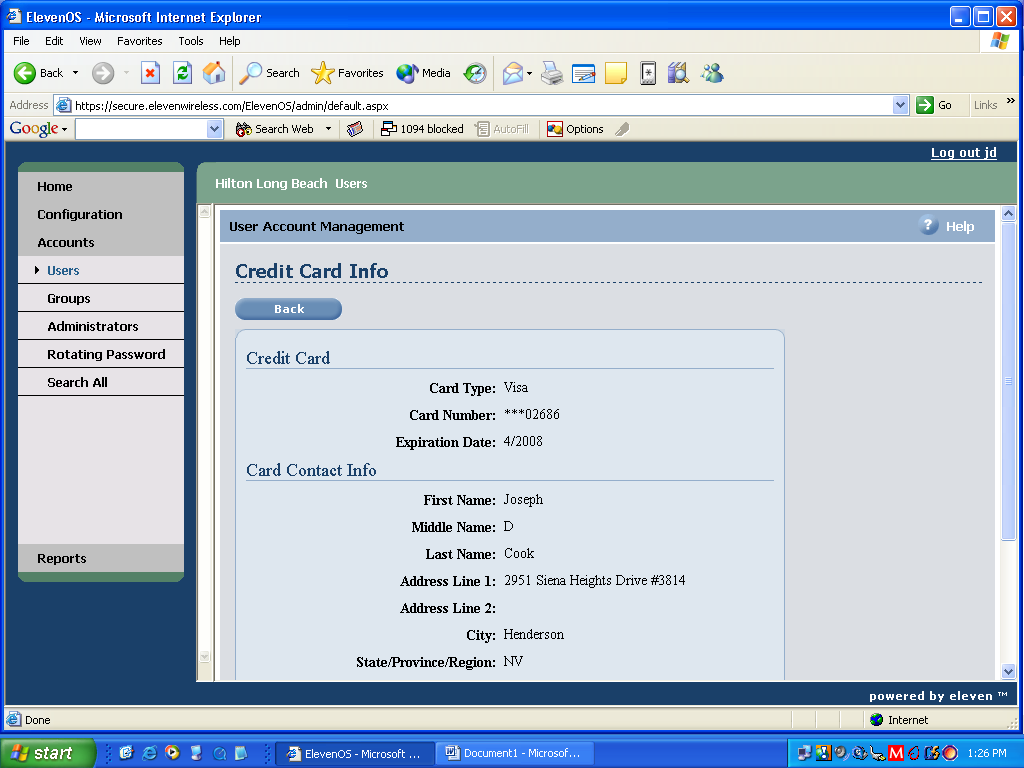 ElevenOS - Microsoft Internet Explorer
File Edit View Favorites Tools Help
Back Search Favorites Media
Address https://secure.elevenwireless.com/ElevenOS/admin/default.aspx Go Links »
Google Search Web 1094 blocked AutoFill Options
Log out jd
Home
Configuration
Accounts
Users
Groups
Administrators
Rotating Password
Search All
Reports
Hilton Long Beach Users
User Account Management ? Help
Credit Card Info
Back
Credit Card
Card Type: Visa
Card Number: ***02686
Expiration Date: 4/2008
Card Contact Info
First Name: Joseph
Middle Name: D
Last Name: Cook
Address Line 1: 2951 Siena Heights Drive #3814
Address Line 2:
City: Henderson
State/Province/Region: NV
powered by eleven ™
Done Internet
start ElevenOS - Microsoft ... Document1 - Microsof... 1:26 PM